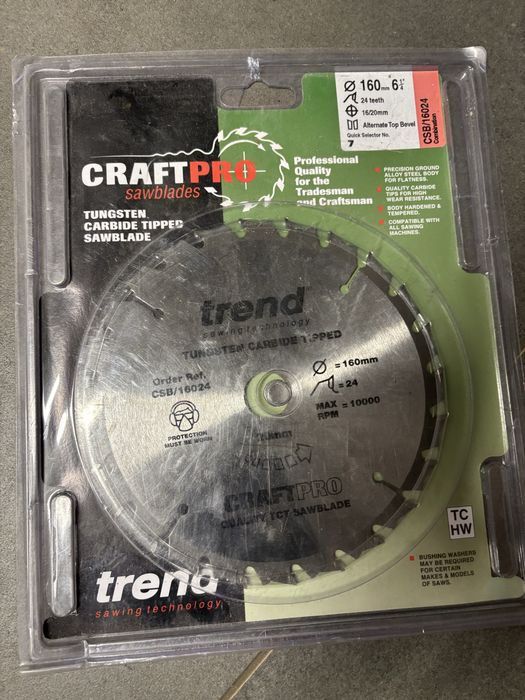 160mm 6 1/4"
24 teeth
16/20mm
Alternate Top Bevel
Quick Selector No.
7
CSB/16024
Combination
CRAFTPRO
sawblades
TUNGSTEN
CARBIDE TIPPED
SAWBLADE
Professional
Quality
for the
Tradesman
and Craftsman
PRECISION GROUND
ALLOY STEEL BODY
FOR FLATNESS.
QUALITY CARBIDE
TIPS FOR HIGH
WEAR RESISTANCE.
BODY HARDENED &
TEMPERED.
COMPATIBLE WITH
ALL SAWING
MACHINES.
trend
sawing technology
TUNGSTEN CARBIDE TIPPED
Order Ref.
CSB/16024
PROTECTION
MUST BE WORN
= 160mm
= 24
MAX = 10000
RPM
CRAFTPRO
QUALITY TCT SAWBLADE
TC
HW
BUSHING WASHERS
MAY BE REQUIRED
FOR CERTAIN
MAKES & MODELS
OF SAWS.
trend
sawing technology